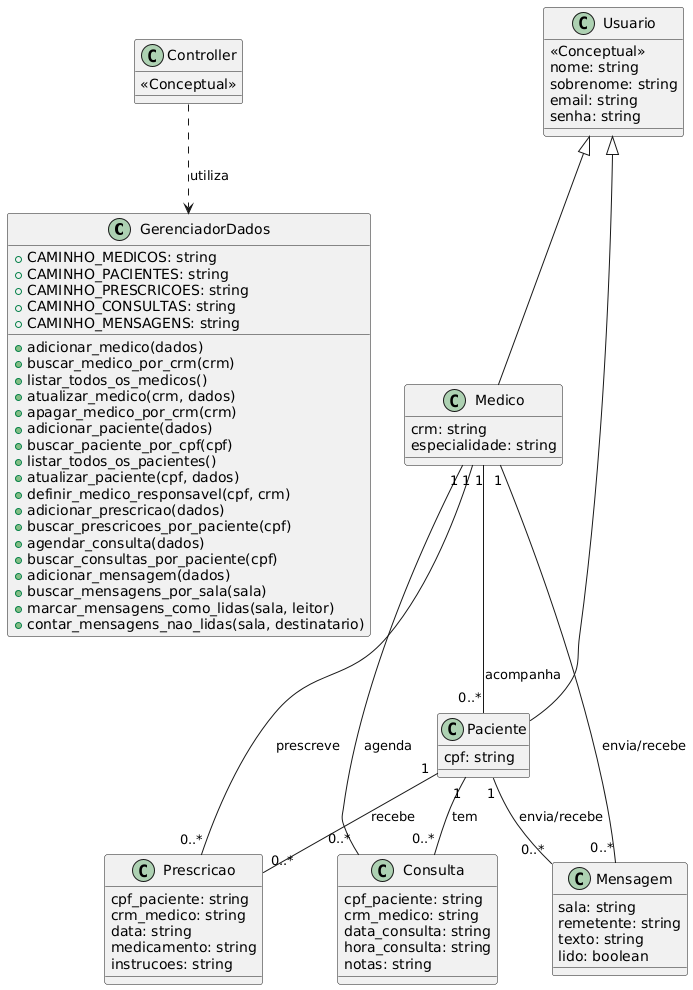 C Usuario
«Conceptual»
nome: string
sobrenome: string
email: string
senha: string
C Controller
«Conceptual»
utiliza
C GerenciadorDados
CAMINHO_MEDICOS: string
CAMINHO_PACIENTES: string
CAMINHO_PRESCRICOES: string
CAMINHO_CONSULTAS: string
CAMINHO_MENSAGENS: string
adicionar_medico(dados)
buscar_medico_por_crm(crm)
listar_todos_os_medicos()
atualizar_medico(crm, dados)
apagar_medico_por_crm(crm)
adicionar_paciente(dados)
buscar_paciente_por_cpf(cpf)
listar_todos_os_pacientes()
atualizar_paciente(cpf, dados)
definir_medico_responsavel(cpf, crm)
adicionar_prescricao(dados)
buscar_prescricoes_por_paciente(cpf)
agendar_consulta(dados)
buscar_consultas_por_paciente(cpf)
adicionar_mensagem(dados)
buscar_mensagens_por_sala(sala)
marcar_mensagens_como_lidas(sala, leitor)
contar_mensagens_nao_lidas(sala, destinatario)
C Medico
crm: string
especialidade: string
1 1 1 1
acompanha
0..*
C Paciente
cpf: string
prescreve
agenda
envia/recebe
1 1 1
recebe
tem
envia/recebe
0..* 0..* 0..* 0..* 0..* 0..*
C Prescricao
cpf_paciente: string
crm_medico: string
data: string
medicamento: string
instrucoes: string
C Consulta
cpf_paciente: string
crm_medico: string
data_consulta: string
hora_consulta: string
notas: string
C Mensagem
sala: string
remetente: string
texto: string
lido: boolean